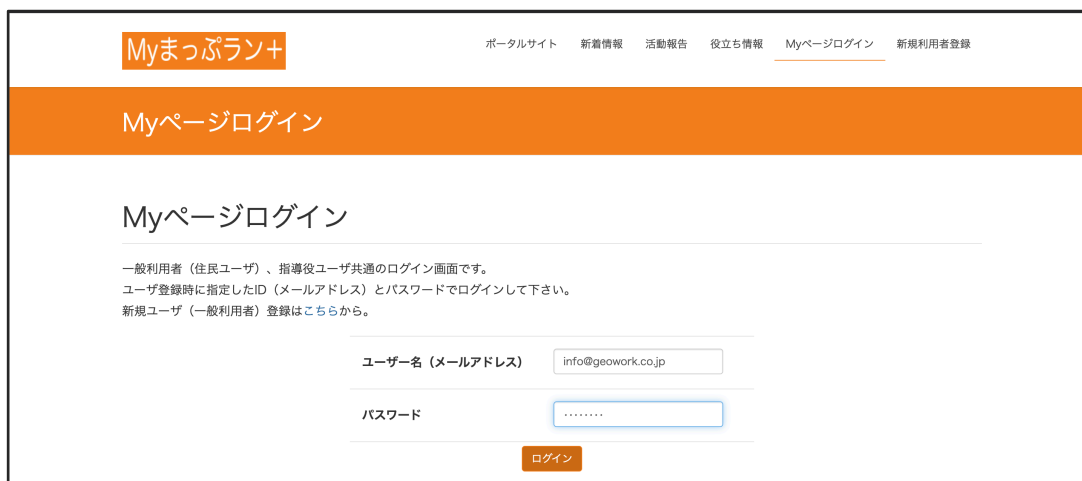 Myまっぷラン+
ポータルサイト 新着情報 活動報告 役立ち情報 Myページログイン 新規利用者登録
Myページログイン
Myページログイン
一般利用者（住民ユーザ）、指導役ユーザ共通のログイン画面です。
ユーザ登録時に指定したID（メールアドレス）とパスワードでログインして下さい。
新規ユーザ（一般利用者）登録はこちらから。
ユーザー名（メールアドレス） info@geowork.co.jp
パスワード ········
ログイン